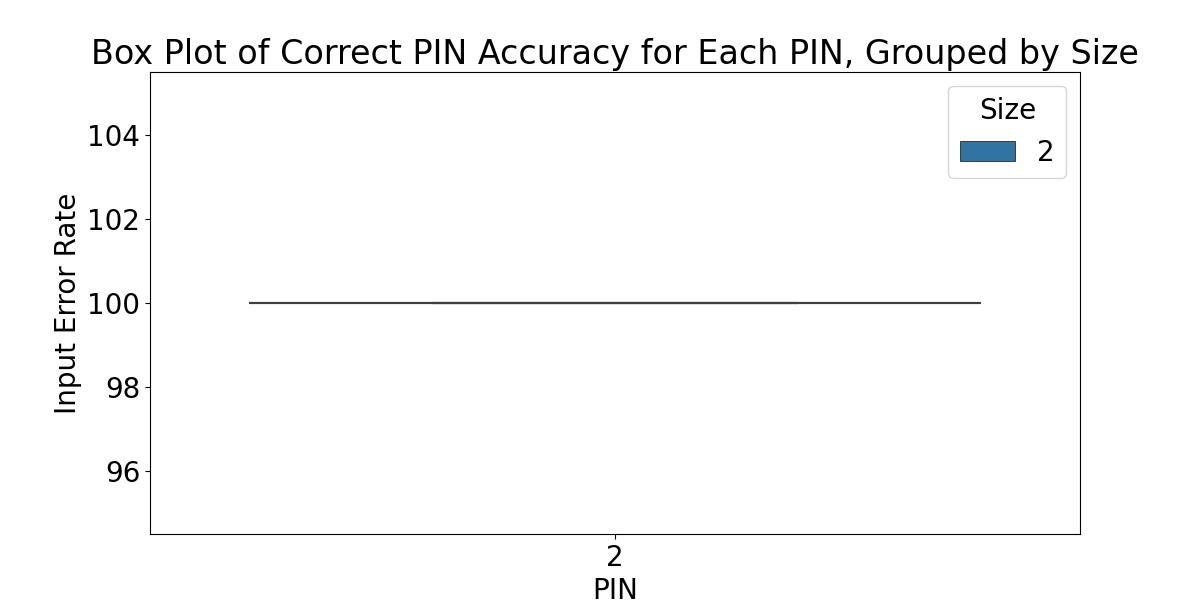 Box Plot of Correct PIN Accuracy for Each PIN, Grouped by Size
Size
2
104
102
100
98
96
Input Error Rate
2
PIN